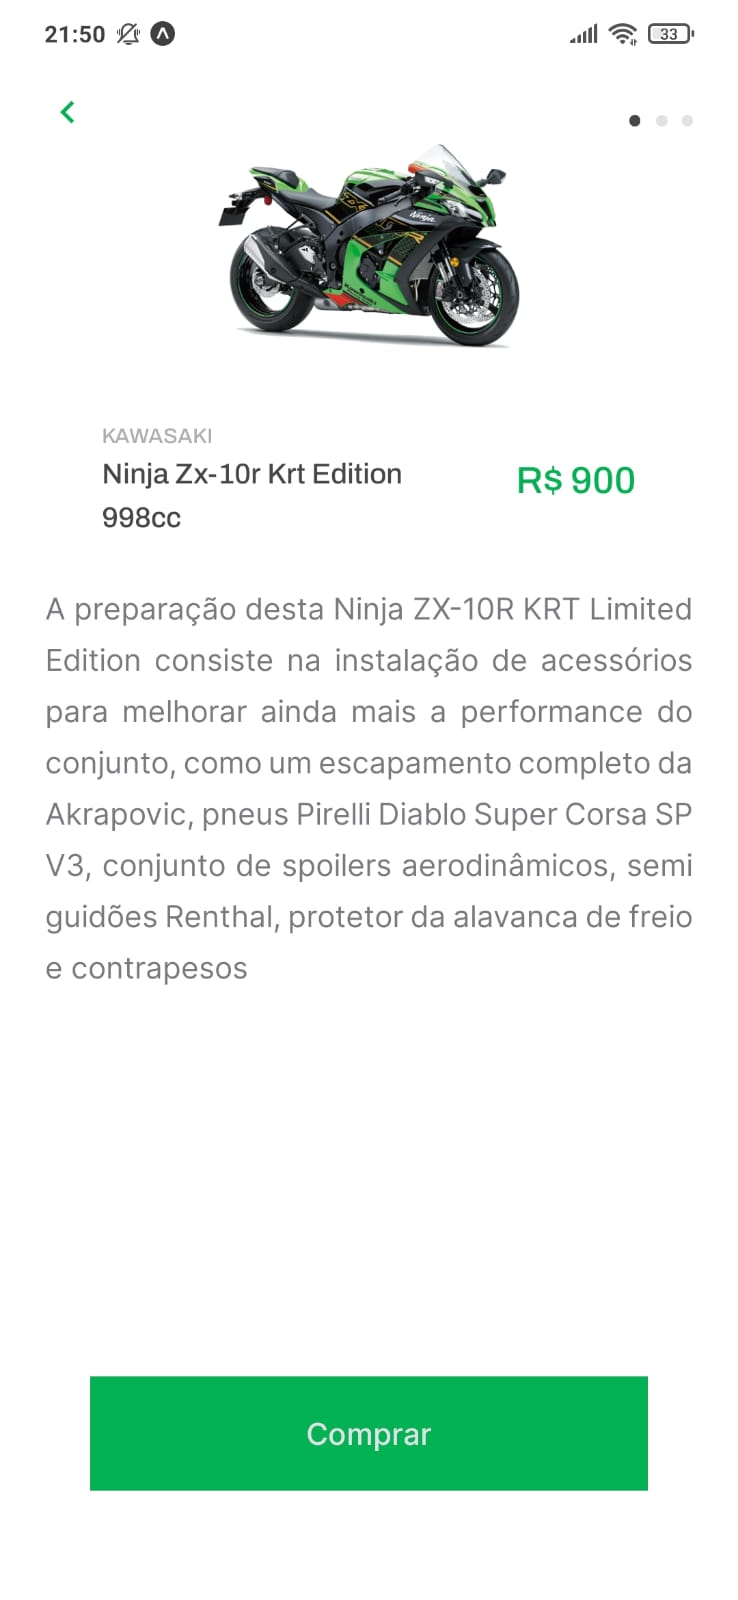 21:50
33
Ninja
KAWASAKI
Ninja Zx-10r Krt Edition
998cc
R$ 900
A preparação desta Ninja ZX-10R KRT Limited
Edition consiste na instalação de acessórios
para melhorar ainda mais a performance do
conjunto, como um escapamento completo da
Akrapovic, pneus Pirelli Diablo Super Corsa SP
V3, conjunto de spoilers aerodinâmicos, semi
guidões Renthal, protetor da alavanca de freio
e contrapesos
Comprar